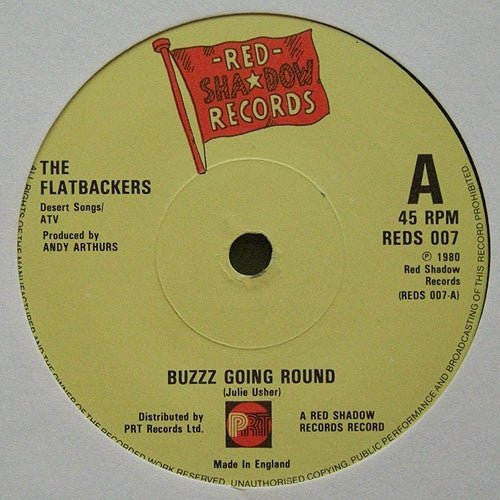 -RED-
SHA★DOW
RECORDS
THE
FLATBACKERS
Desert Songs/
ATV
Produced by
ANDY ARTHURS
A
45 RPM
REDS 007
℗ 1980
Red Shadow
Records
(REDS 007-A)
BUZZZ GOING ROUND
(Julie Usher)
Distributed by
PRT Records Ltd.
PRT
A RED SHADOW
RECORDS RECORD
Made in England
ALL RIGHTS OF THE MANUFACTURER AND THE OWNER OF THE RECORDED WORK RESERVED. UNAUTHORISED COPYING, PUBLIC PERFORMANCE AND BROADCASTING OF THIS RECORD PROHIBITED.